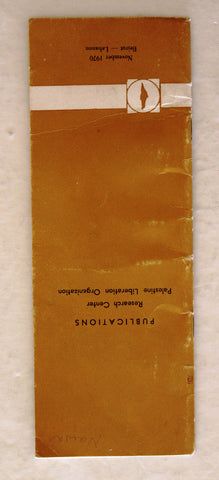 PUBLICATIONS
Research Center
Palestine Liberation Organization
November 1970
Beirut — Lebanon